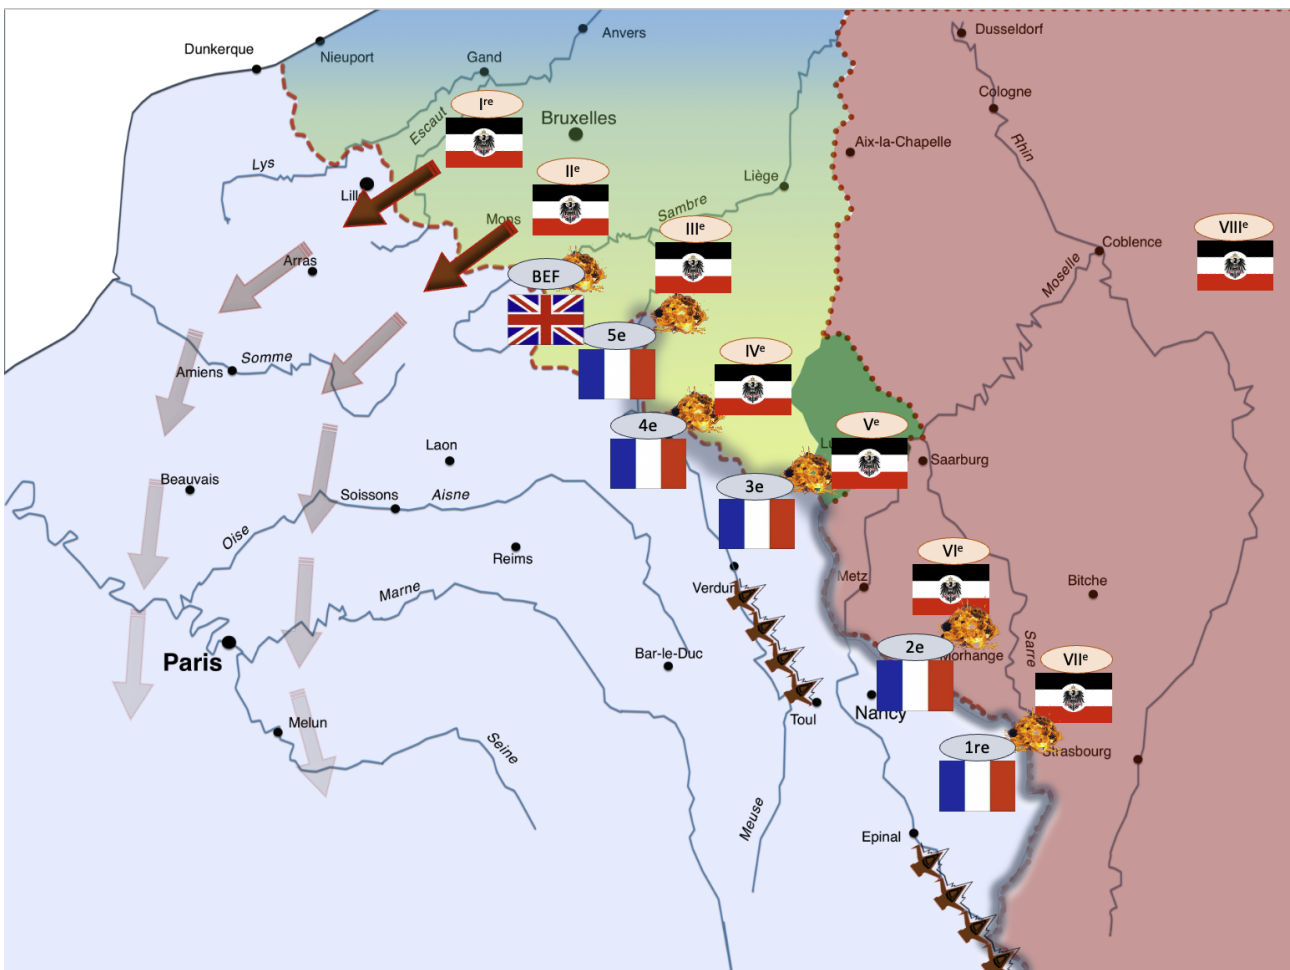 Dunkerque
Nieuport
Anvers
Dusseldorf
Gand
Cologne
Iʳᵉ
Escaut
Bruxelles
Rhin
Aix-la-Chapelle
Lys
IIᵉ
Liège
Lill
Sambre
Mons
IIIᵉ
VIIIᵉ
Coblence
Moselle
Arras
BEF
5e
Somme
Amiens
IVᵉ
4e
Vᵉ
Laon
Saarburg
Beauvais
Soissons
Aisne
3e
Oise
Reims
VIᵉ
Metz
Bitche
Verdun
Marne
Paris
Bar-le-Duc
2e
Morhange
Sarre
VIIᵉ
Toul
Nancy
Melun
Seine
1re
Strasbourg
Meuse
Epinal